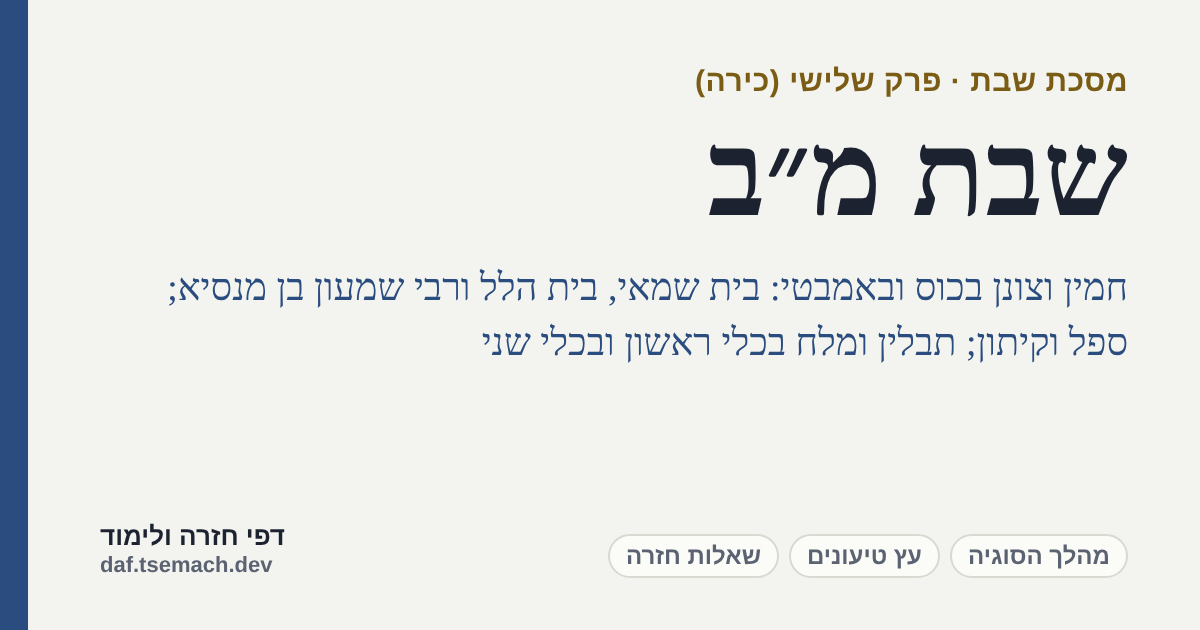 מסכת שבת · פרק שלישי (כירה)
שבת מ״ב
חמין וצונן בכוס ובאמבטי: בית שמאי, בית הלל ורבי שמעון בן מנסיא;
ספל וקיתון; תבלין ומלח בכלי ראשון ובכלי שני
מהלך הסוגיה
עץ טיעונים
שאלות חזרה
דפי חזרה ולימוד
daf.tsemach.dev